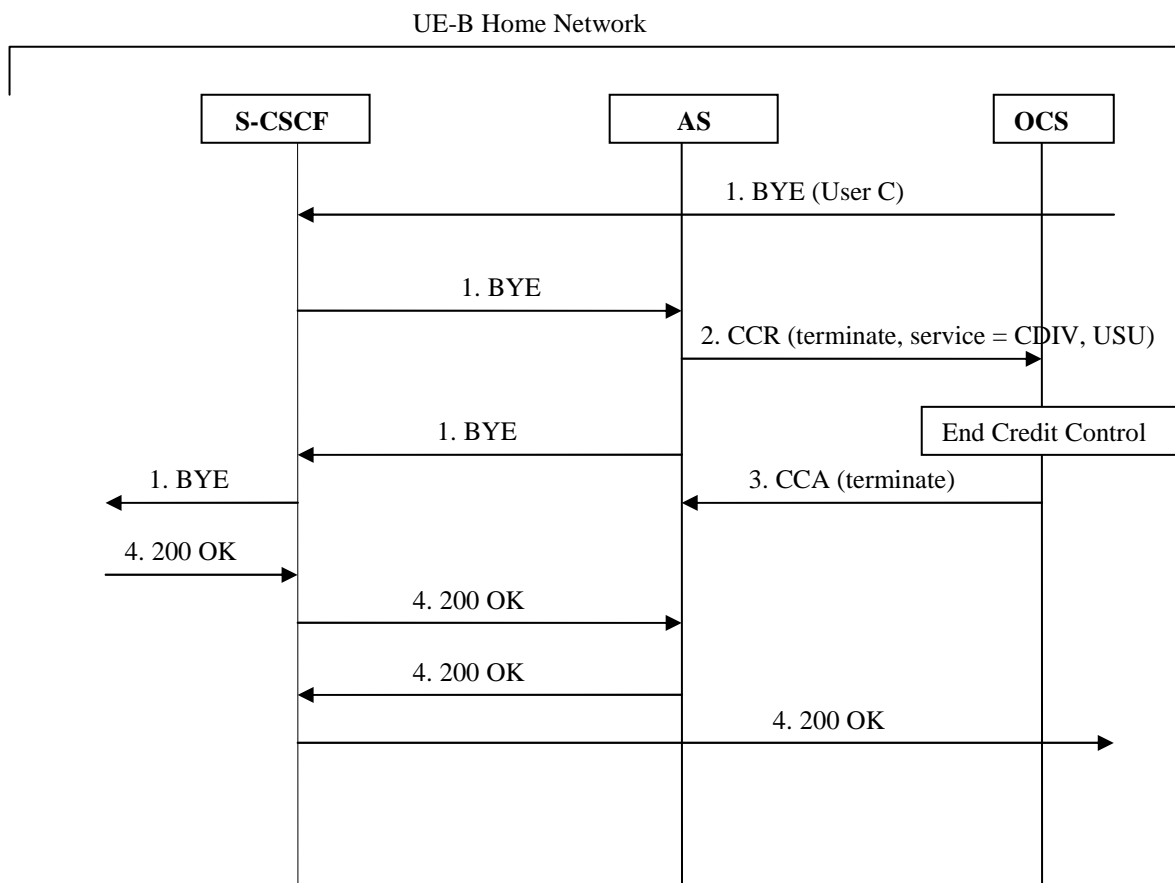 UE-B Home Network
S-CSCF
AS
OCS
1. BYE (User C)
1. BYE
2. CCR (terminate, service = CDIV, USU)
1. BYE
End Credit Control
1. BYE
3. CCA (terminate)
4. 200 OK
4. 200 OK
4. 200 OK
4. 200 OK